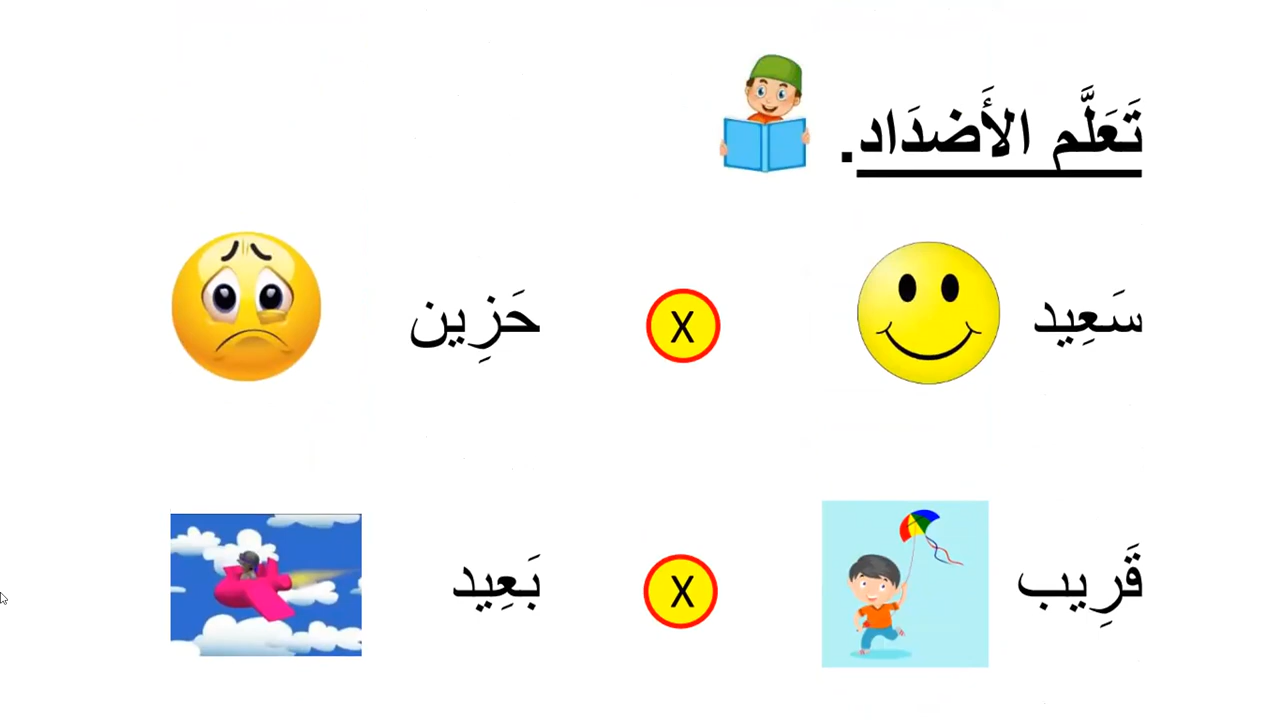 تَعَلَّم الأَضدَاد.
سَعِيد X حَزِين
قَرِيب X بَعِيد